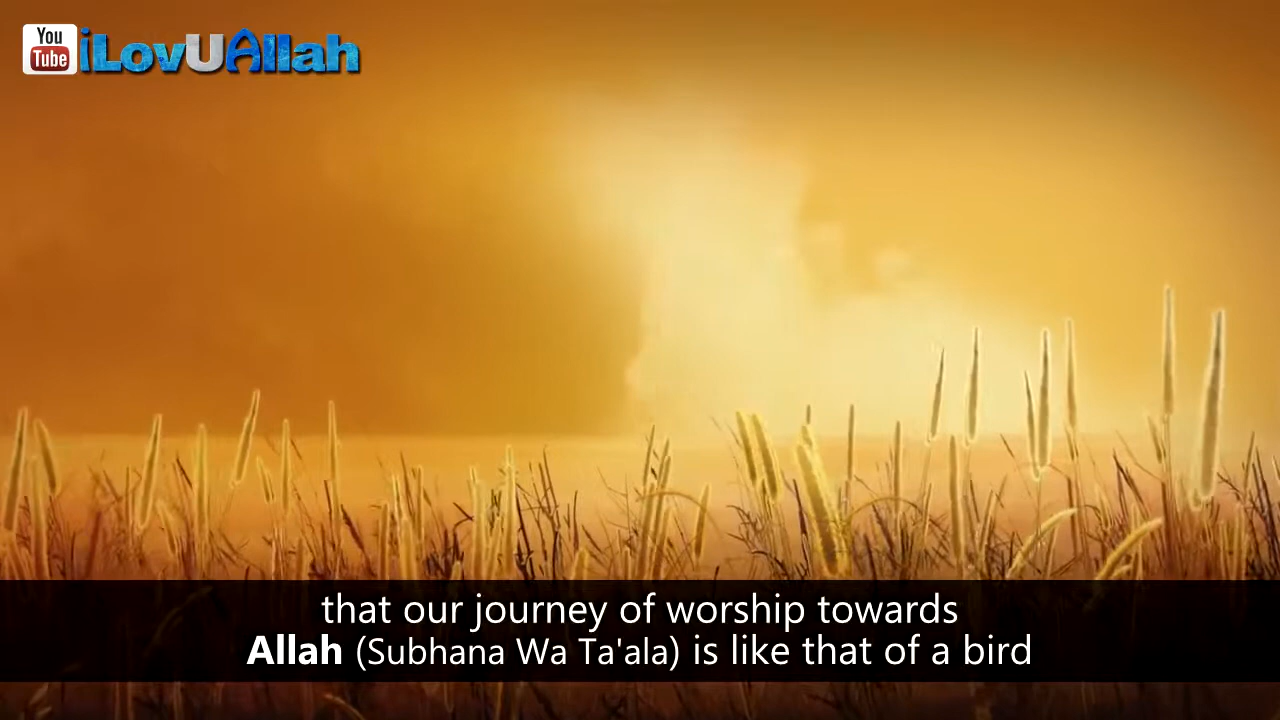 You
Tube
iLovUAllah
that our journey of worship towards
Allah (Subhana Wa Ta'ala) is like that of a bird